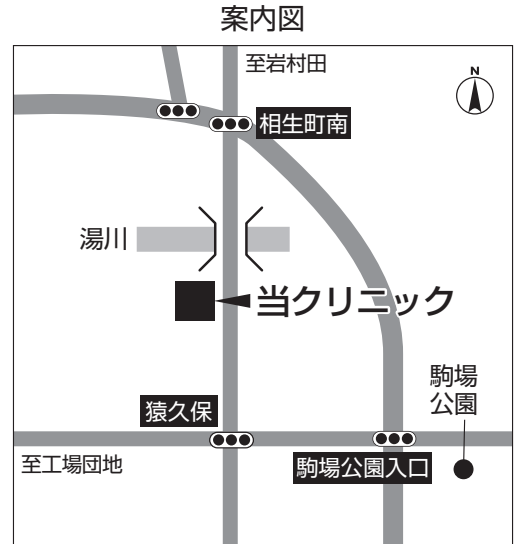 案内図
至岩村田
N
相生町南
湯川
当クリニック
駒場
公園
猿久保
至工場団地
駒場公園入口